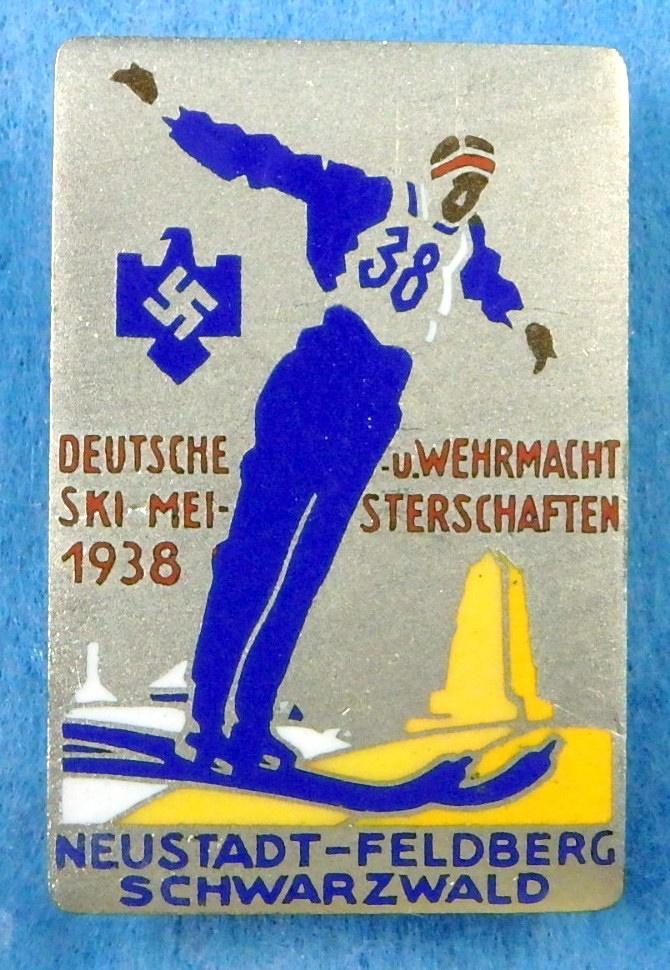 38
DEUTSCHE -u.WEHRMACHT
SKI-MEI- STERSCHAFTEN
1938
NEUSTADT-FELDBERG
SCHWARZWALD